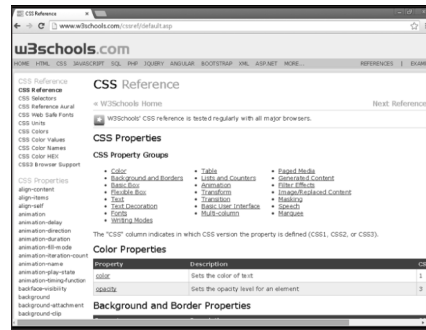 CSS Reference
www.w3schools.com/cssref/default.asp
w3schools.com
HOME HTML CSS JAVASCRIPT SQL PHP JQUERY ANGULAR BOOTSTRAP XML ASP.NET MORE... REFERENCES | EXAM
CSS Reference
CSS Reference
CSS Selectors
CSS Reference Aural
CSS Web Safe Fonts
CSS Units
CSS Colors
CSS Color Values
CSS Color Names
CSS Color HEX
CSS3 Browser Support
CSS Properties
align-content
align-items
align-self
animation
animation-delay
animation-direction
animation-duration
animation-fill-mode
animation-iteration-count
animation-name
animation-play-state
animation-timing-function
backface-visibility
background
background-attachment
background-clip
CSS Reference
« W3Schools Home Next Reference
W3Schools' CSS reference is tested regularly with all major browsers.
CSS Properties
CSS Property Groups
Color
Background and Borders
Basic Box
Flexible Box
Text
Text Decoration
Fonts
Writing Modes
Table
Lists and Counters
Animation
Transform
Transition
Basic User Interface
Multi-column
Paged Media
Generated Content
Filter Effects
Image/Replaced Content
Masking
Speech
Marquee
The "CSS" column indicates in which CSS version the property is defined (CSS1, CSS2, or CSS3).
Color Properties
Property Description CS
color Sets the color of text 1
opacity Sets the opacity level for an element 3
Background and Border Properties